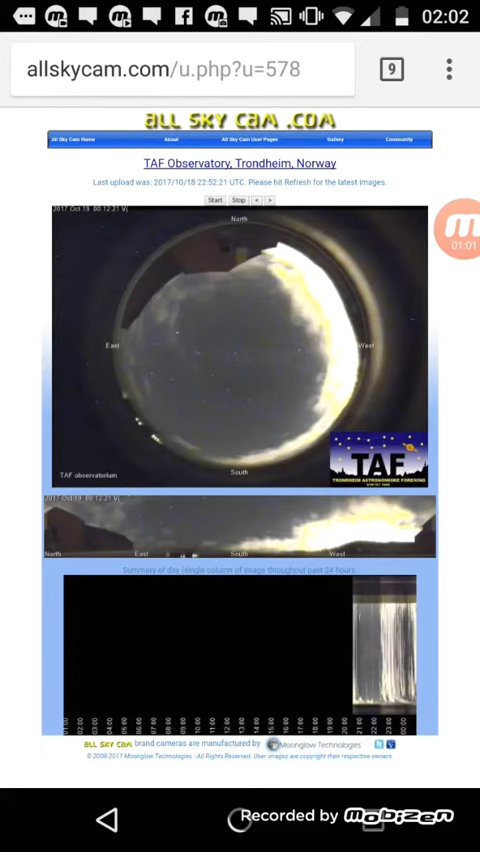 02:02
allskycam.com/u.php?u=578
9
ALL SKY CAM .COM
All Sky Cam Home About All Sky Cam User Pages Gallery Community
TAF Observatory, Trondheim, Norway
Last upload was: 2017/10/18 22:52:21 UTC. Please hit Refresh for the latest images.
Start Stop < >
2017 Oct 19 00:12:21 V(
North
01:01
East
West
South
TAF observatorium
TAF
TRONDHEIM ASTRONOMISKE FORENING
2017 Oct 19 00:12:21 V(
North East South West
Summary of day (single column of image throughout past 24 hours.
01:00 02:00 03:00 04:00 05:00 06:00 07:00 08:00 09:00 10:00 11:00 12:00 13:00 14:00 15:00 16:00 17:00 18:00 19:00 20:00 21:00 22:00 23:00 00:00
ALL SKY CAM brand cameras are manufactured by Moonglow Technologies
© 2008-2011 Moonglow Technologies - All Rights Reserved. User images are copyright their respective owners.
Recorded by Mobizen